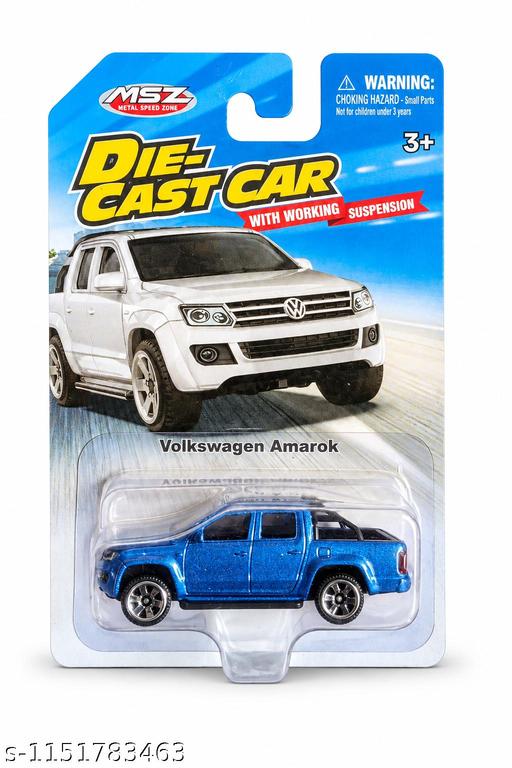 MSZ
METAL SPEED ZONE
⚠ WARNING:
CHOKING HAZARD - Small Parts
Not for children under 3 years
3+
DIE-
CAST CAR
WITH WORKING SUSPENSION
Volkswagen Amarok
s-1151783463